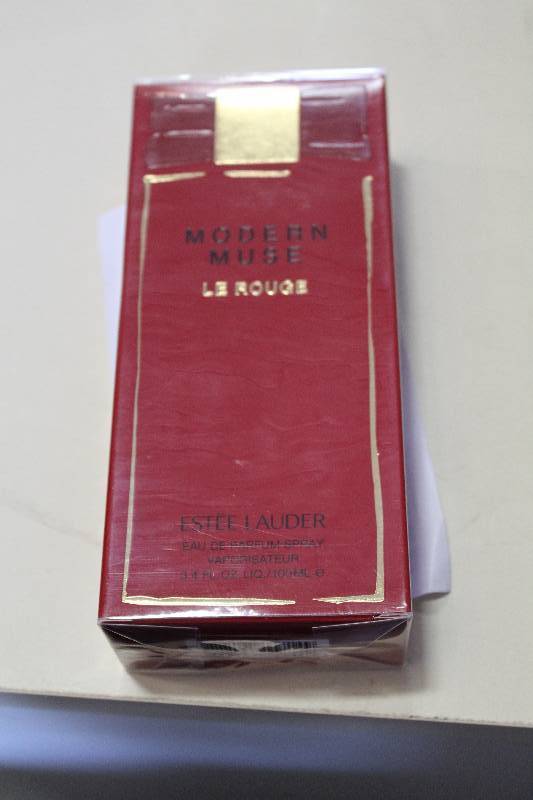 MODERN
MUSE
LE ROUGE
ESTĒE LAUDER
EAU DE PARFUM SPRAY
VAPORISATEUR
3.4 FL.OZ.LIQ./100ML ℮